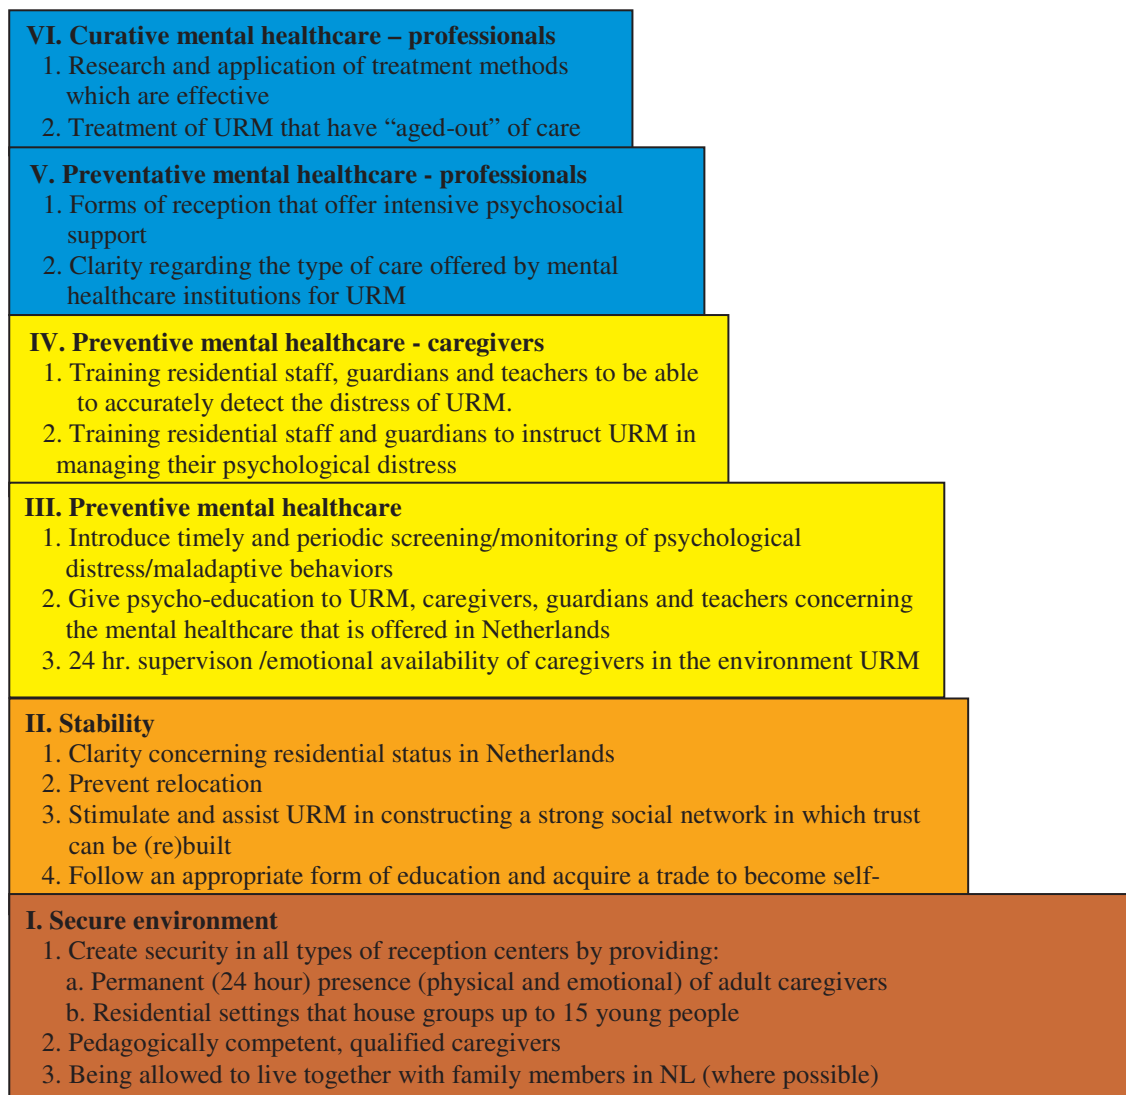 VI. Curative mental healthcare – professionals
1. Research and application of treatment methods
which are effective
2. Treatment of URM that have “aged-out” of care
V. Preventative mental healthcare - professionals
1. Forms of reception that offer intensive psychosocial
support
2. Clarity regarding the type of care offered by mental
healthcare institutions for URM
IV. Preventive mental healthcare - caregivers
1. Training residential staff, guardians and teachers to be able
to accurately detect the distress of URM.
2. Training residential staff and guardians to instruct URM in
managing their psychological distress
III. Preventive mental healthcare
1. Introduce timely and periodic screening/monitoring of psychological
distress/maladaptive behaviors
2. Give psycho-education to URM, caregivers, guardians and teachers concerning
the mental healthcare that is offered in Netherlands
3. 24 hr. supervison /emotional availability of caregivers in the environment URM
II. Stability
1. Clarity concerning residential status in Netherlands
2. Prevent relocation
3. Stimulate and assist URM in constructing a strong social network in which trust
can be (re)built
4. Follow an appropriate form of education and acquire a trade to become self-
I. Secure environment
1. Create security in all types of reception centers by providing:
a. Permanent (24 hour) presence (physical and emotional) of adult caregivers
b. Residential settings that house groups up to 15 young people
2. Pedagogically competent, qualified caregivers
3. Being allowed to live together with family members in NL (where possible)